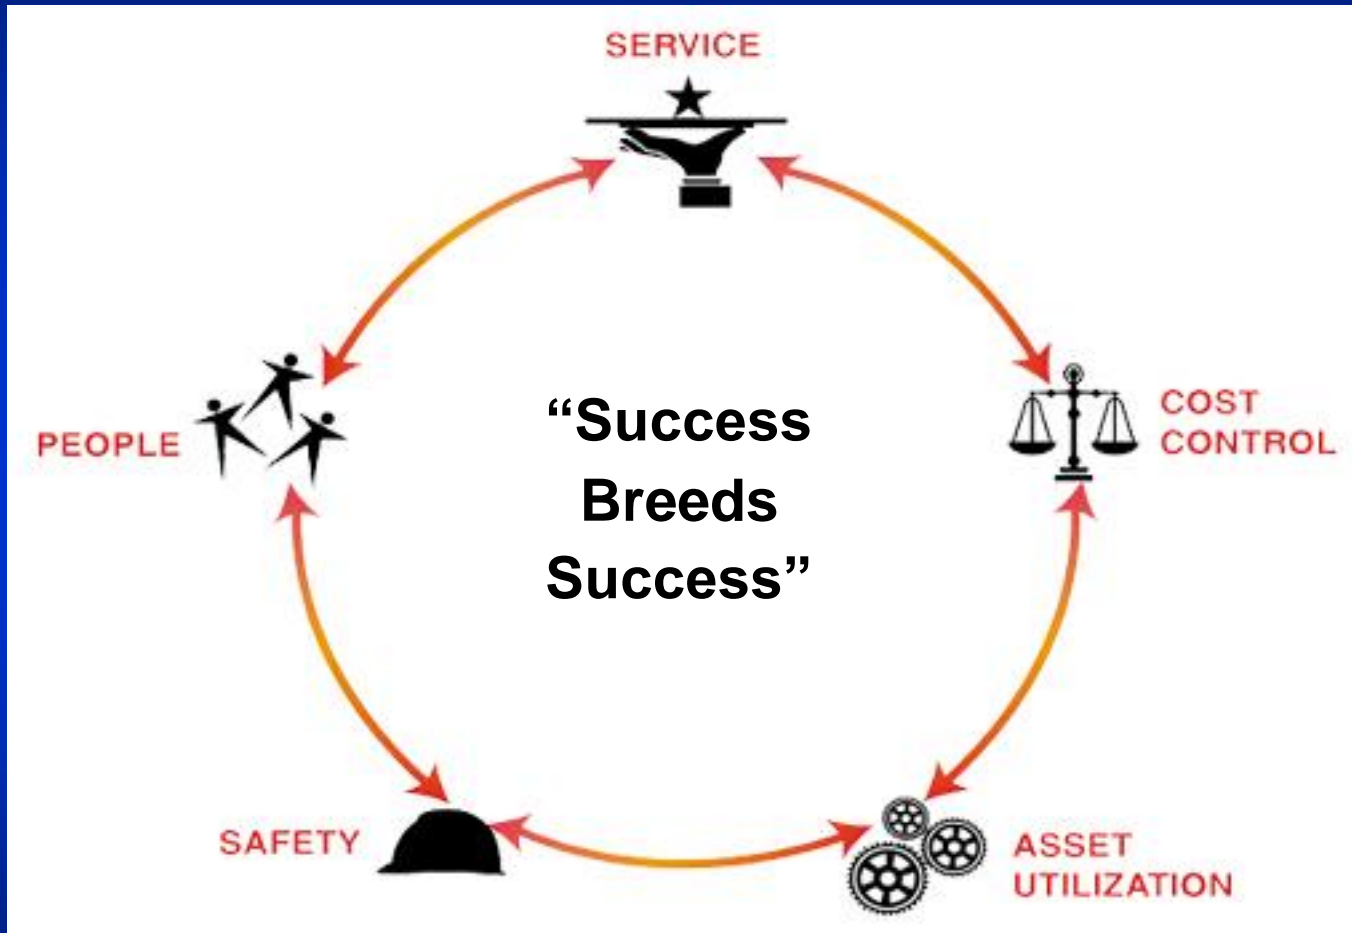 SERVICE
PEOPLE
“Success
Breeds
Success”
COST
CONTROL
SAFETY
ASSET
UTILIZATION